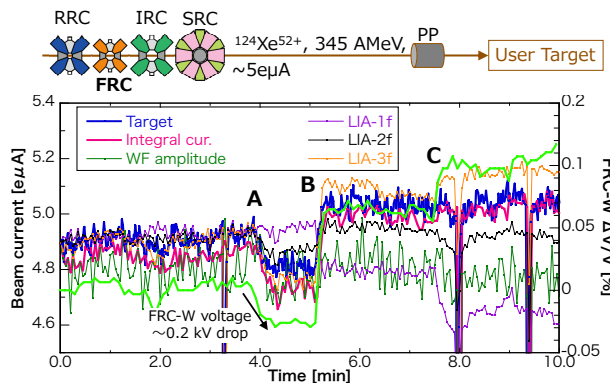 RRC
FRC
IRC
SRC
¹²⁴Xe⁵²⁺, 345 AMeV,
~5eμA
PP
User Target
5.4
5.2
5.0
4.8
4.6
Beam current [eμA]
Target
Integral cur.
WF amplitude
LIA-1f
LIA-2f
LIA-3f
A
B
C
FRC-W voltage
~0.2 kV drop
0.2
0.1
0.05
0
-0.05
FRC-W ΔV/V [%]
0.0 2.0 4.0 6.0 8.0 10.0
Time [min]